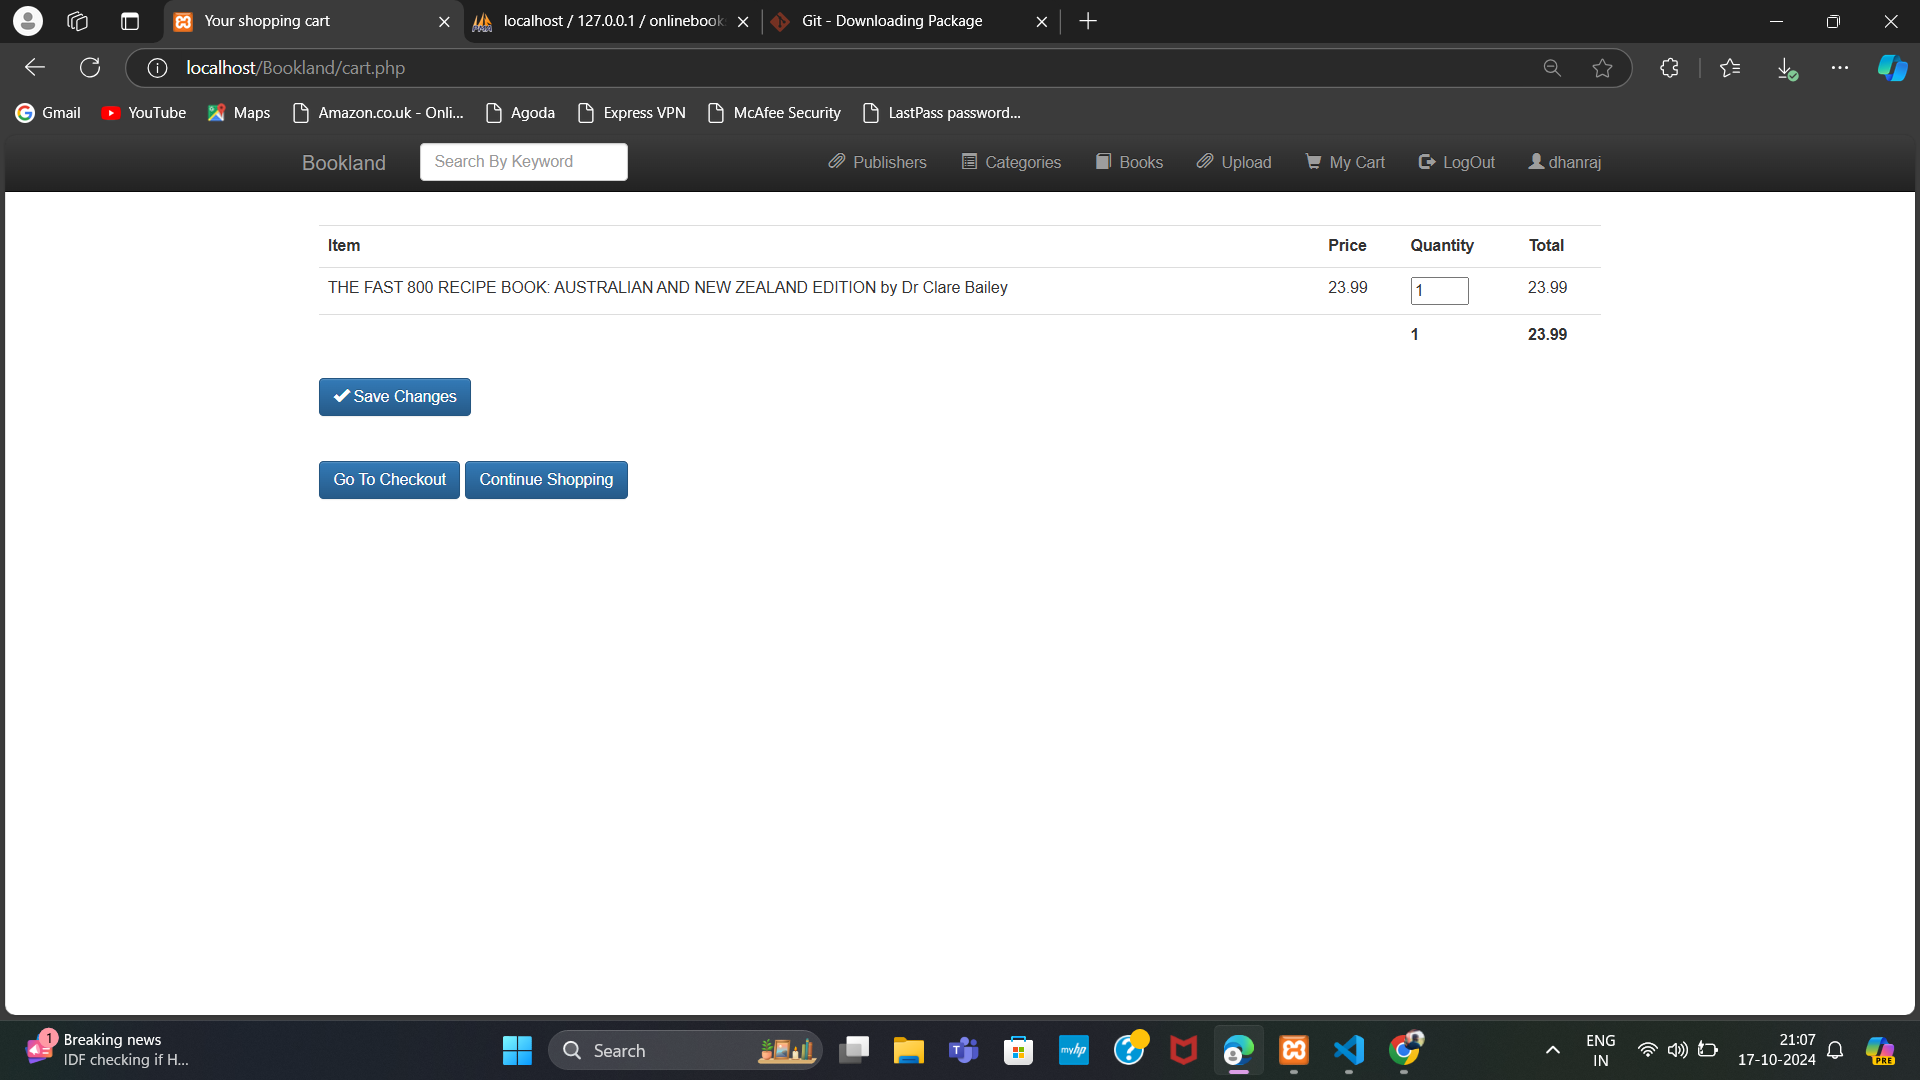 Your shopping cart
localhost / 127.0.0.1 / onlinebook
Git - Downloading Package
localhost/Bookland/cart.php
Gmail
YouTube
Maps
Amazon.co.uk - Onli...
Agoda
Express VPN
McAfee Security
LastPass password...
Bookland
Search By Keyword
Publishers
Categories
Books
Upload
My Cart
LogOut
dhanraj
Item Price Quantity Total
THE FAST 800 RECIPE BOOK: AUSTRALIAN AND NEW ZEALAND EDITION by Dr Clare Bailey 23.99 1 23.99
1 23.99
Save Changes
Go To Checkout
Continue Shopping
1
Breaking news
IDF checking if H...
Search
myhp
ENG
IN
21:07
17-10-2024
PRE